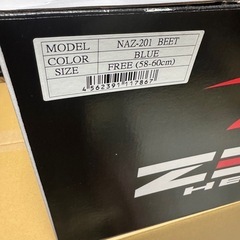 MODEL NAZ-201 BEET
COLOR BLUE
SIZE FREE (58-60cm)
4562391117867